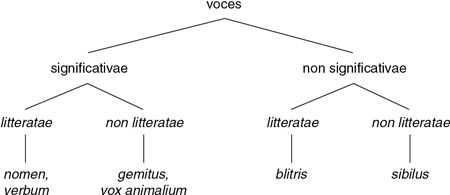 voces
significativae non significativae
litteratae non litteratae litteratae non litteratae
nomen, gemitus, blitris sibilus
verbum vox animalium